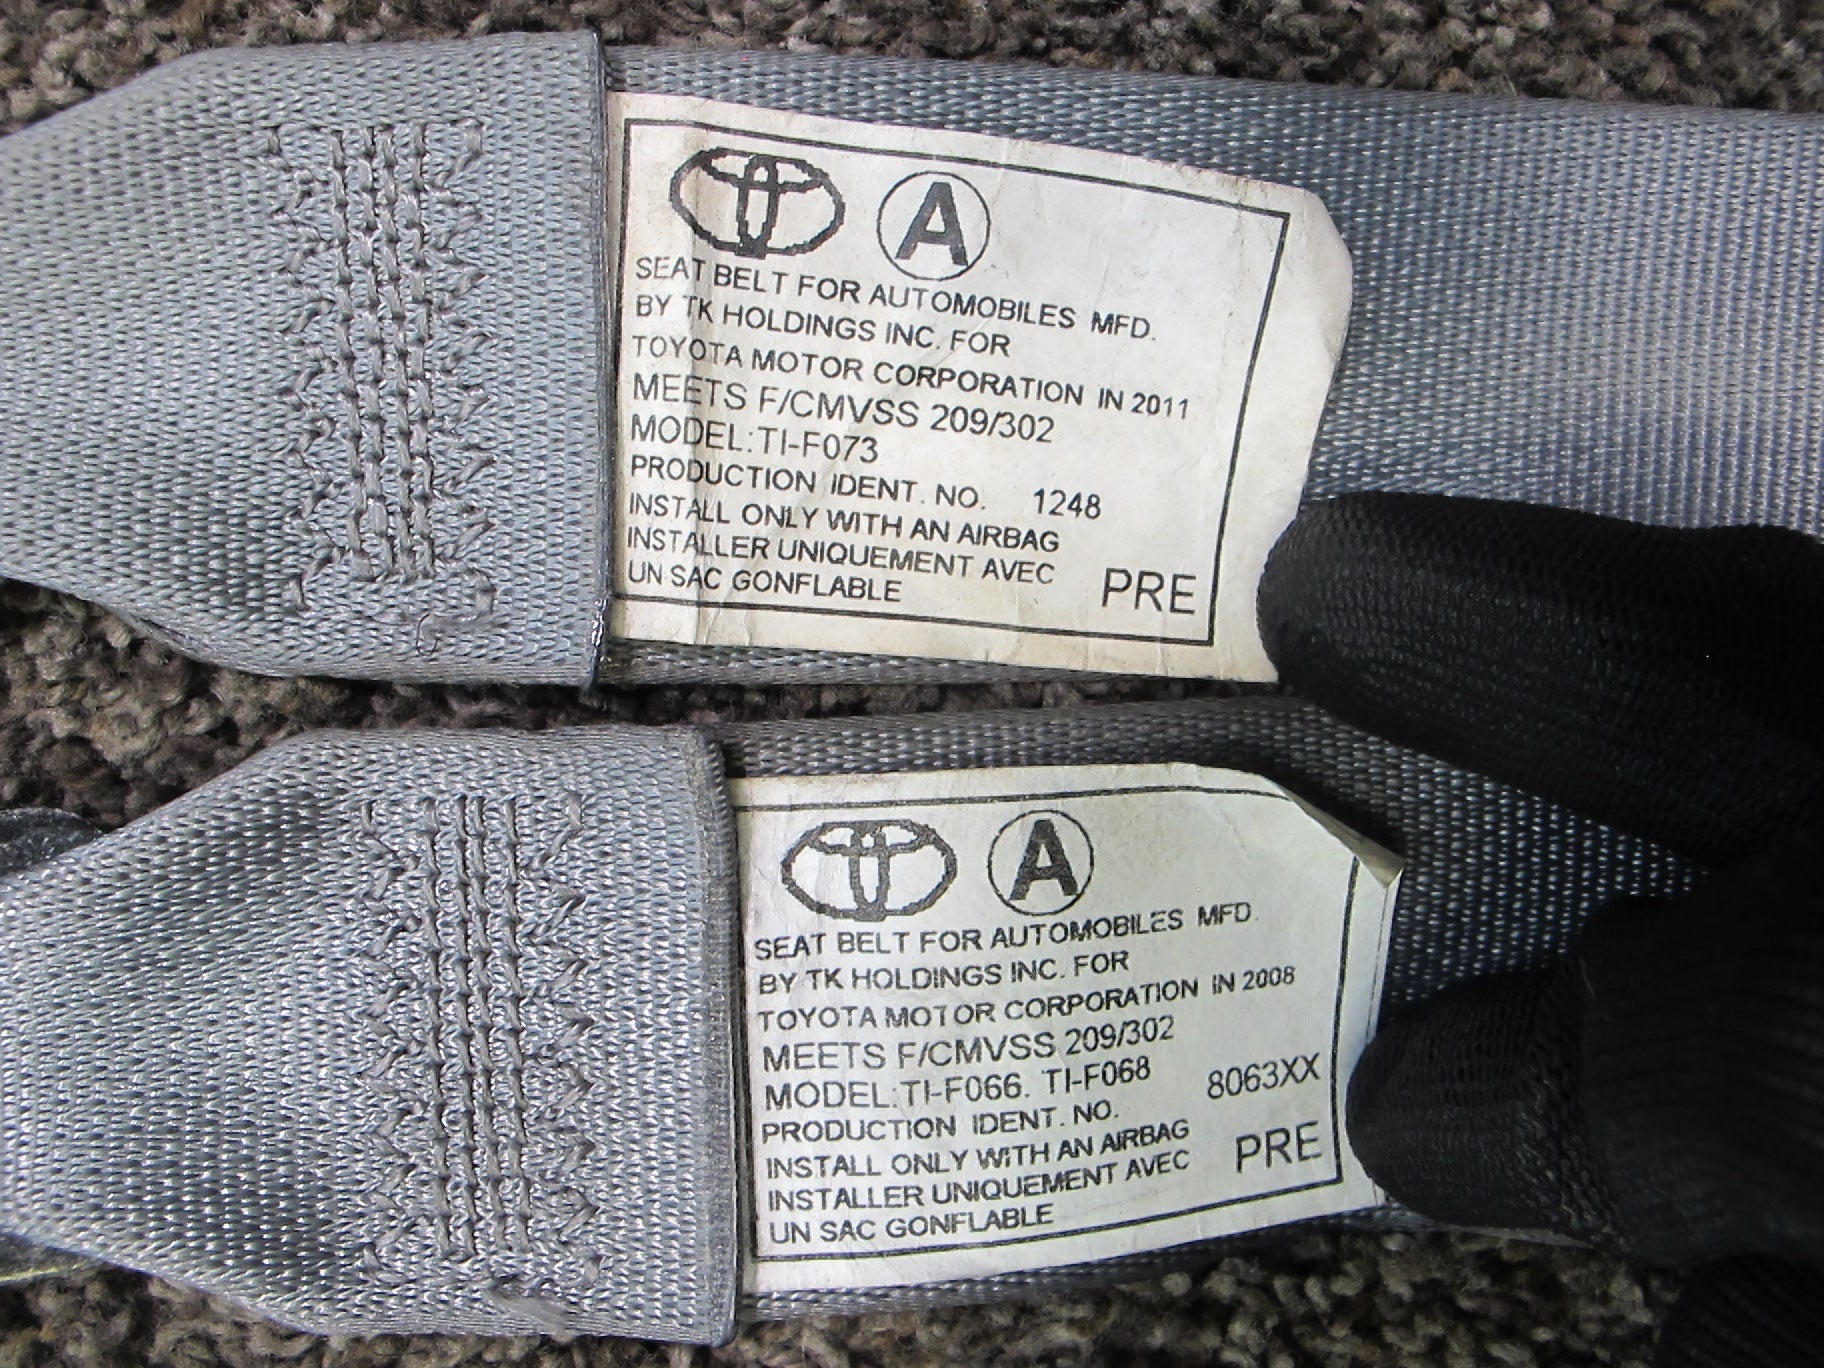 A
SEAT BELT FOR AUTOMOBILES MFD.
BY TK HOLDINGS INC. FOR
TOYOTA MOTOR CORPORATION IN 2011
MEETS F/CMVSS 209/302
MODEL:TI-F073
PRODUCTION IDENT. NO. 1248
INSTALL ONLY WITH AN AIRBAG
INSTALLER UNIQUEMENT AVEC
UN SAC GONFLABLE PRE
A
SEAT BELT FOR AUTOMOBILES MFD.
BY TK HOLDINGS INC. FOR
TOYOTA MOTOR CORPORATION IN 2008
MEETS F/CMVSS 209/302
MODEL:TI-F066. TI-F068
PRODUCTION IDENT. NO. 8063XX
INSTALL ONLY WITH AN AIRBAG
INSTALLER UNIQUEMENT AVEC PRE
UN SAC GONFLABLE